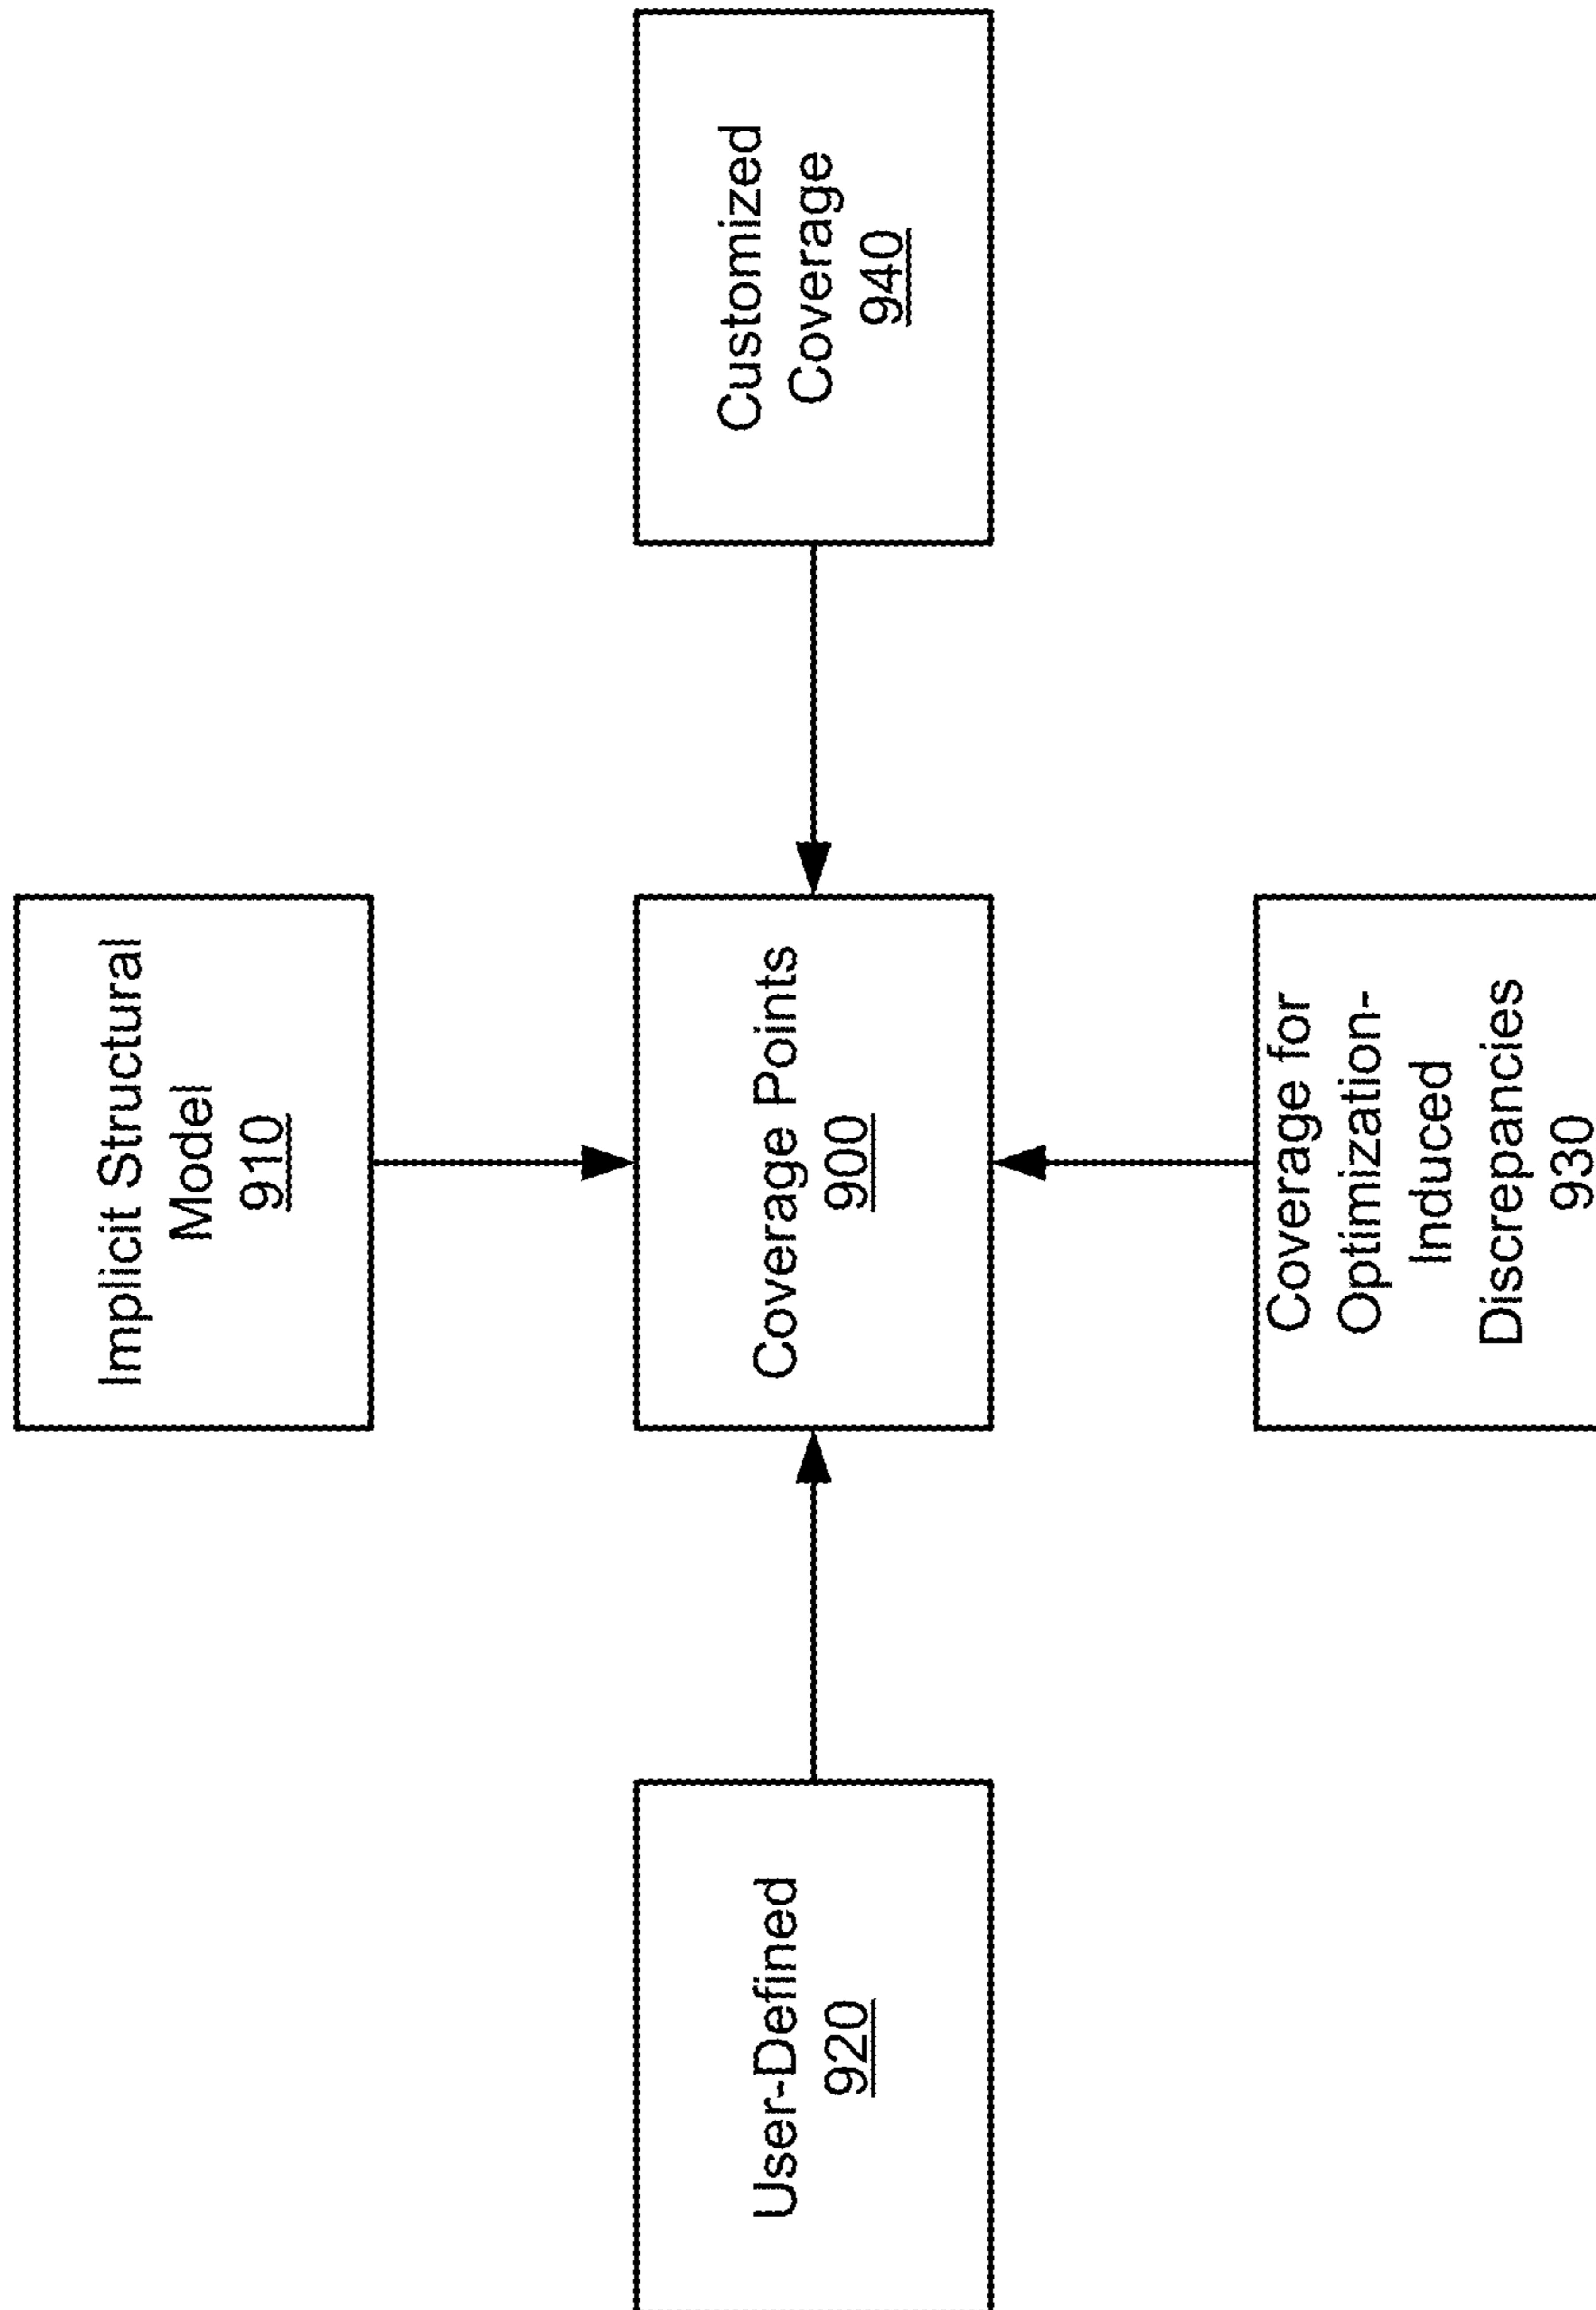 Implicit Structural
Model
910
User-Defined
920
Coverage Points
900
Customized
Coverage
940
Coverage for
Optimization-
Induced
Discrepancies
930